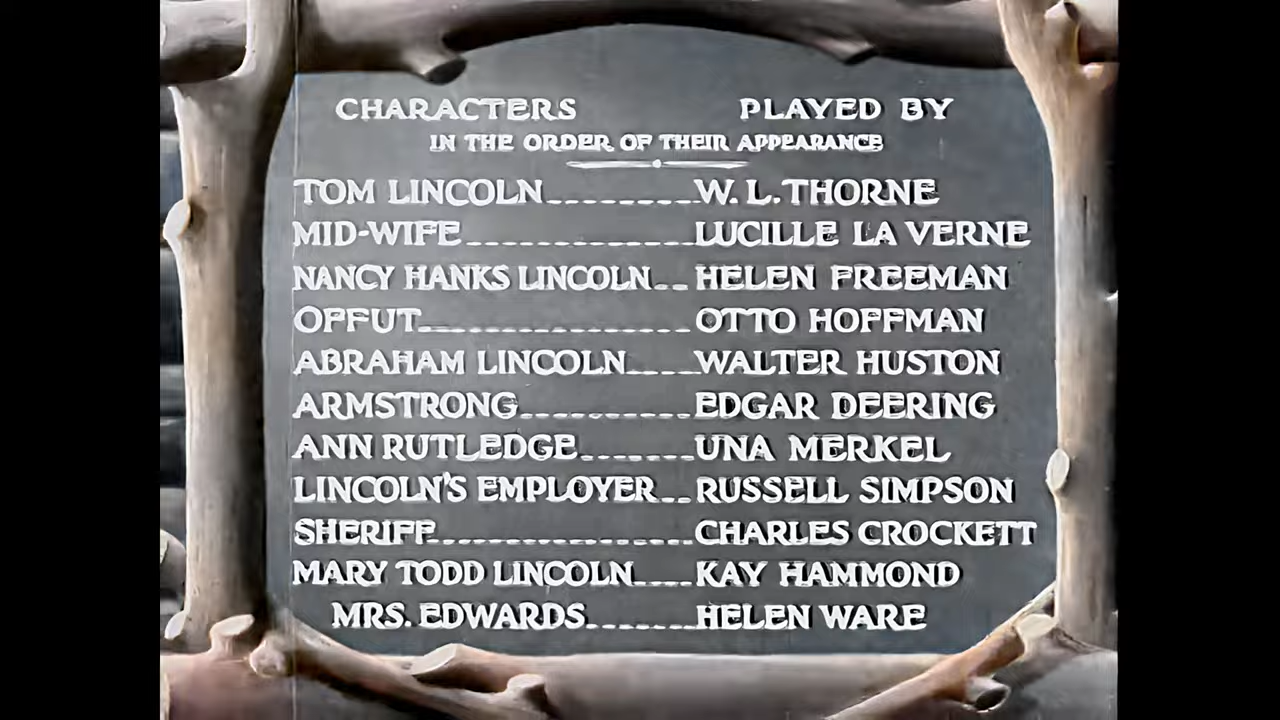 CHARACTERS PLAYED BY
IN THE ORDER OF THEIR APPEARANCE
TOM LINCOLN........W. L. THORNE
MID-WIFE.............LUCILLE LA VERNE
NANCY HANKS LINCOLN..HELEN FREEMAN
OFFUT................OTTO HOFFMAN
ABRAHAM LINCOLN....WALTER HUSTON
ARMSTRONG..........EDGAR DEERING
ANN RUTLEDGE.......UNA MERKEL
LINCOLN'S EMPLOYER..RUSSELL SIMPSON
SHERIFF................CHARLES CROCKETT
MARY TODD LINCOLN....KAY HAMMOND
MRS. EDWARDS.......HELEN WARE